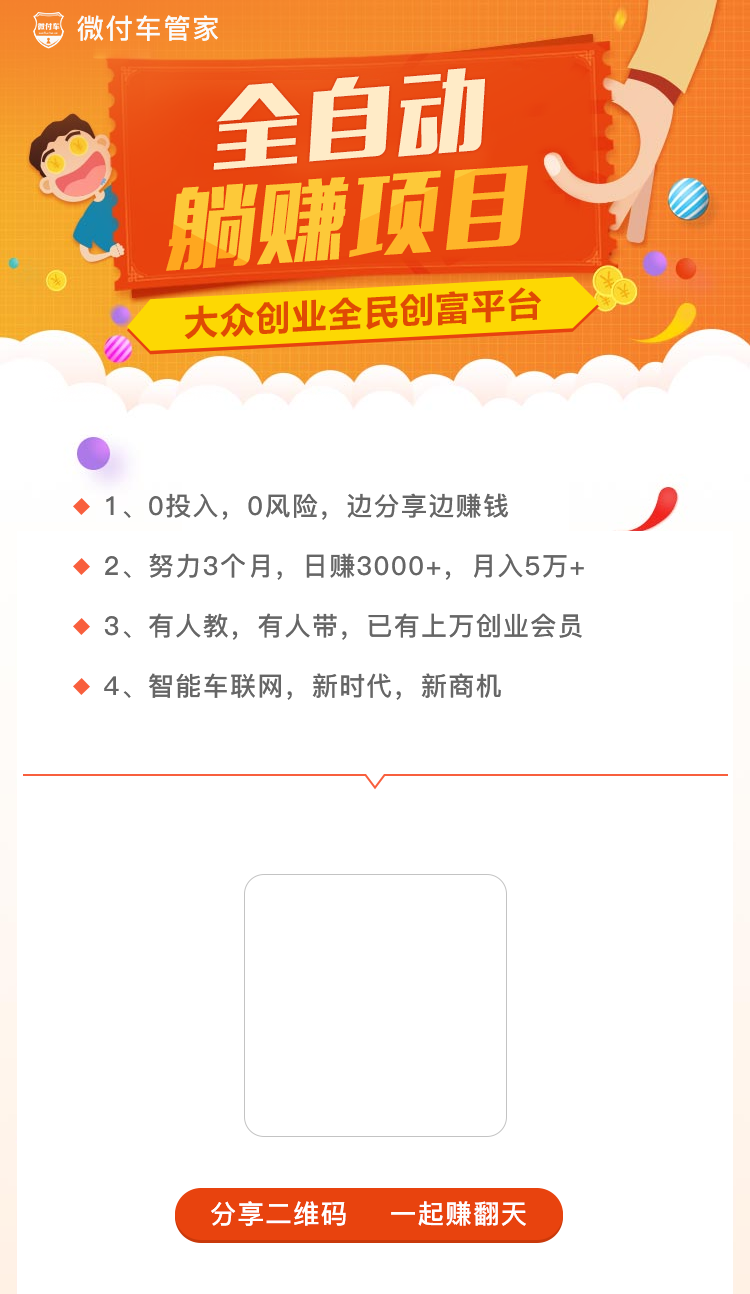 微付车管家
全自动
躺赚项目
大众创业全民创富平台
1、0投入，0风险，边分享边赚钱
2、努力3个月，日赚3000+，月入5万+
3、有人教，有人带，已有上万创业会员
4、智能车联网，新时代，新商机
分享二维码 一起赚翻天